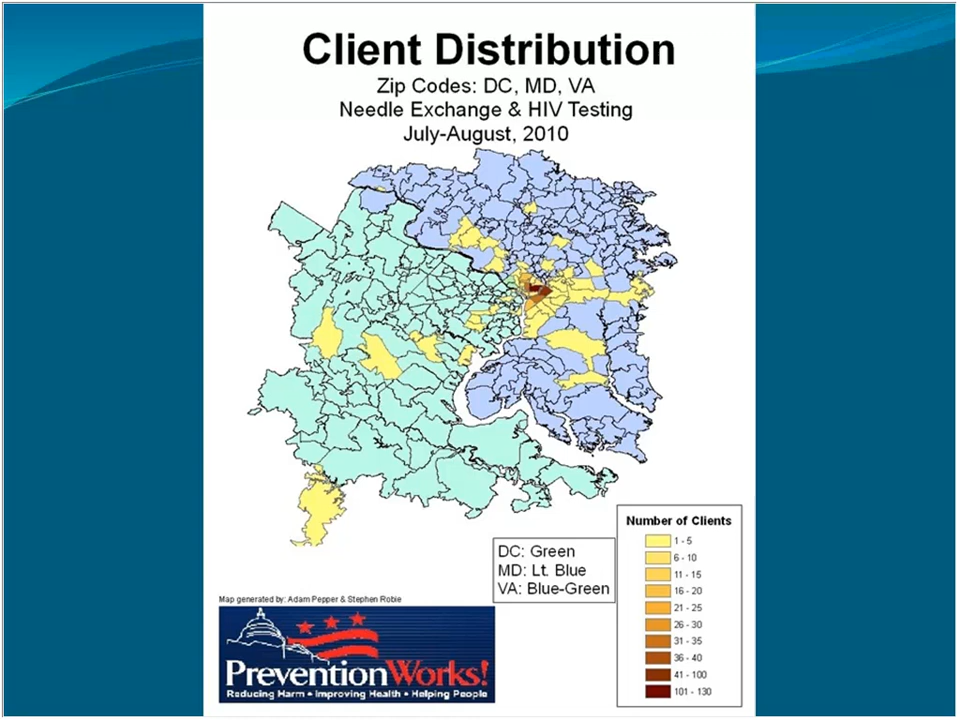 Client Distribution
Zip Codes: DC, MD, VA
Needle Exchange & HIV Testing
July-August, 2010
Number of Clients
1 - 5
6 - 10
11 - 15
16 - 20
21 - 25
26 - 30
31 - 35
36 - 40
41 - 100
101 - 130
DC: Green
MD: Lt. Blue
VA: Blue-Green
Map generated by: Adam Pepper & Stephen Robie
PreventionWorks!
Reducing Harm • Improving Health • Helping People